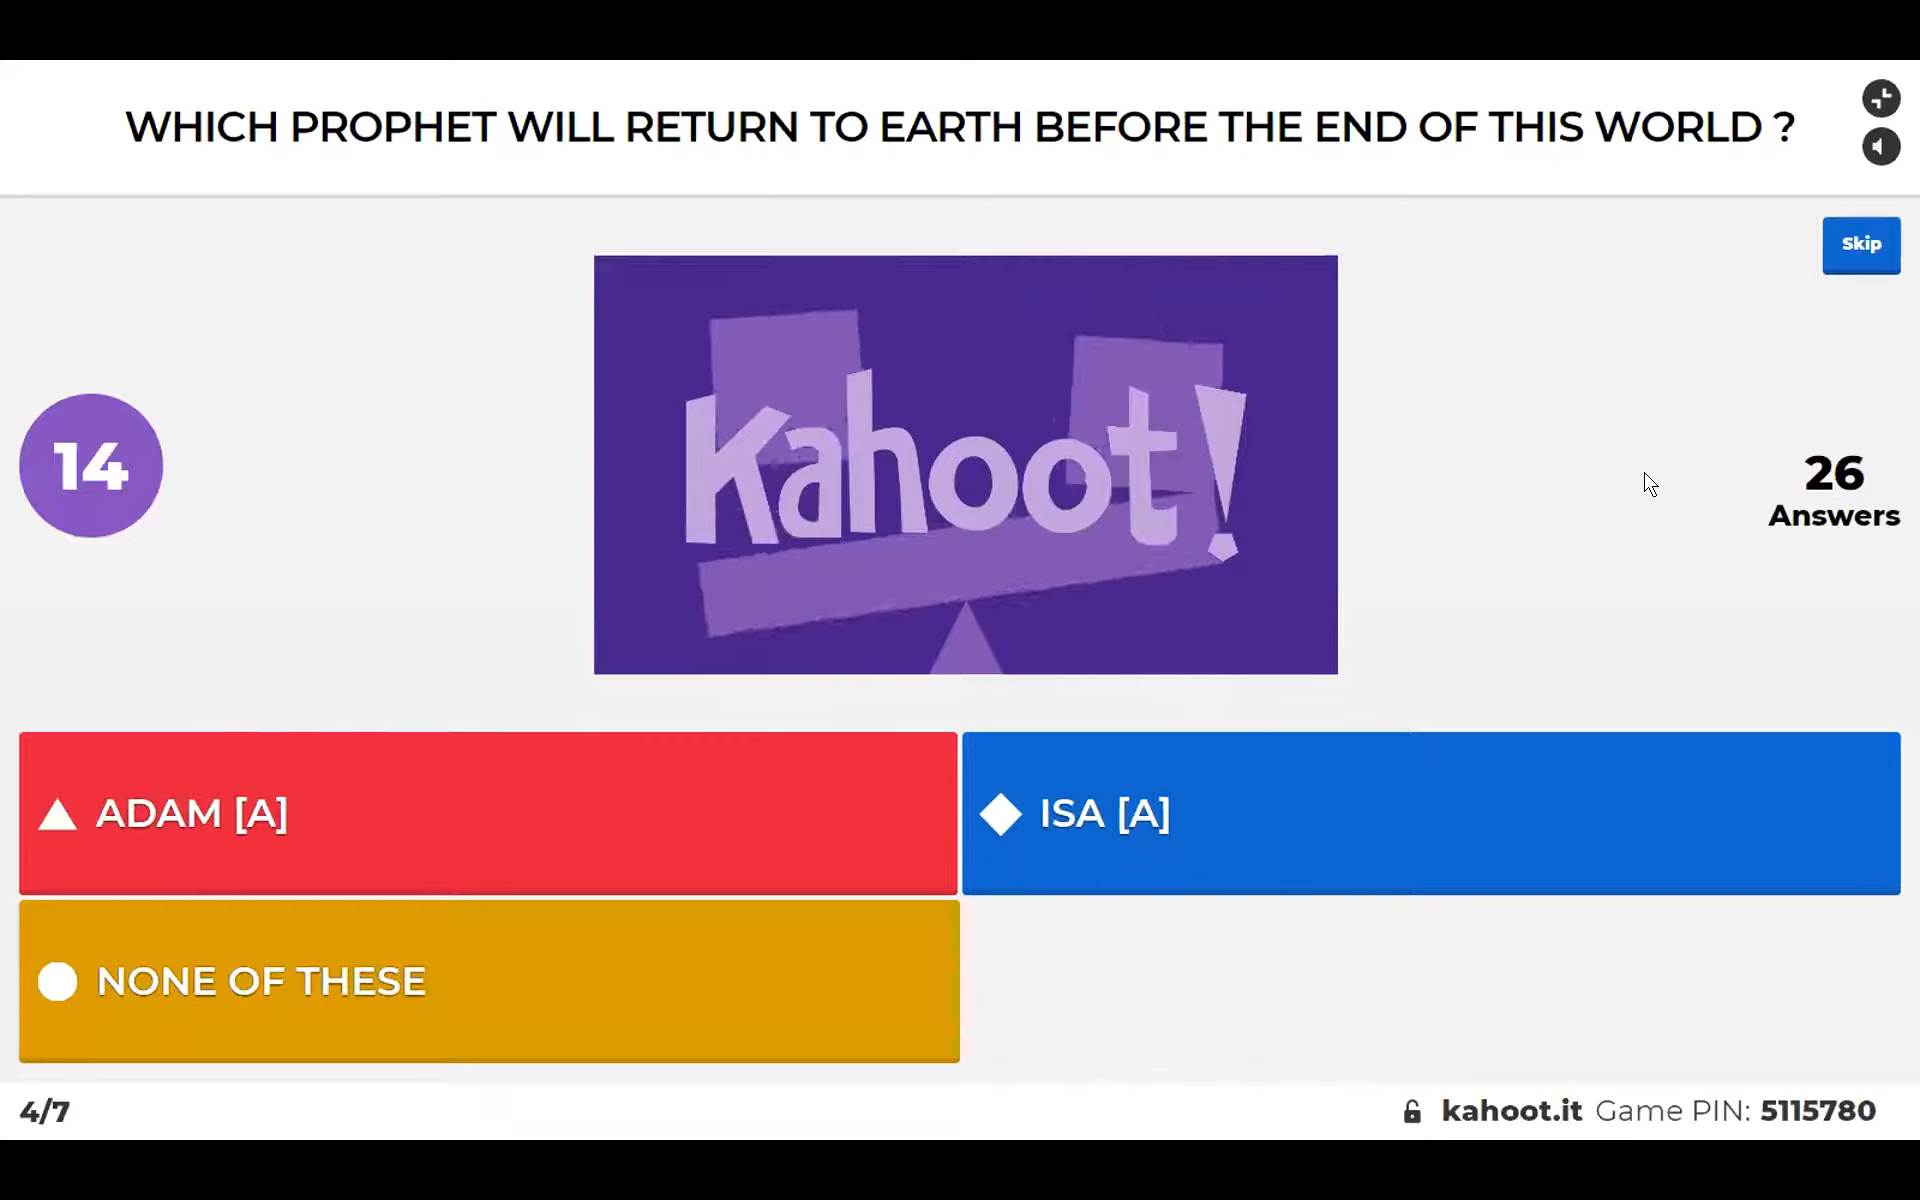 WHICH PROPHET WILL RETURN TO EARTH BEFORE THE END OF THIS WORLD ?
Skip
Kahoot!
14
26
Answers
ADAM [A]
ISA [A]
NONE OF THESE
4/7
kahoot.it Game PIN: 5115780